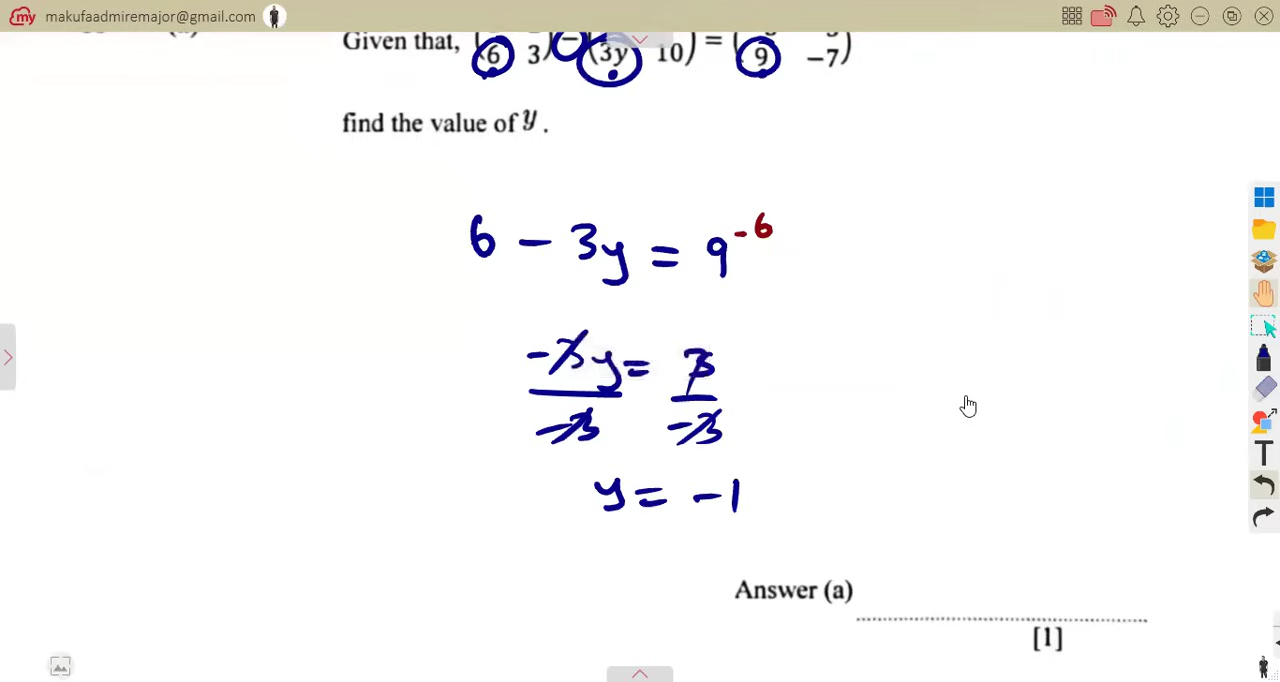 my makufaadmiremajor@gmail.com
Given that, (6 3) − (3y 10) = (9 −7)
find the value of y .
6 − 3y = 9 -6
-3y = 3
-3 -3
y = -1
Answer (a)
[1]
T